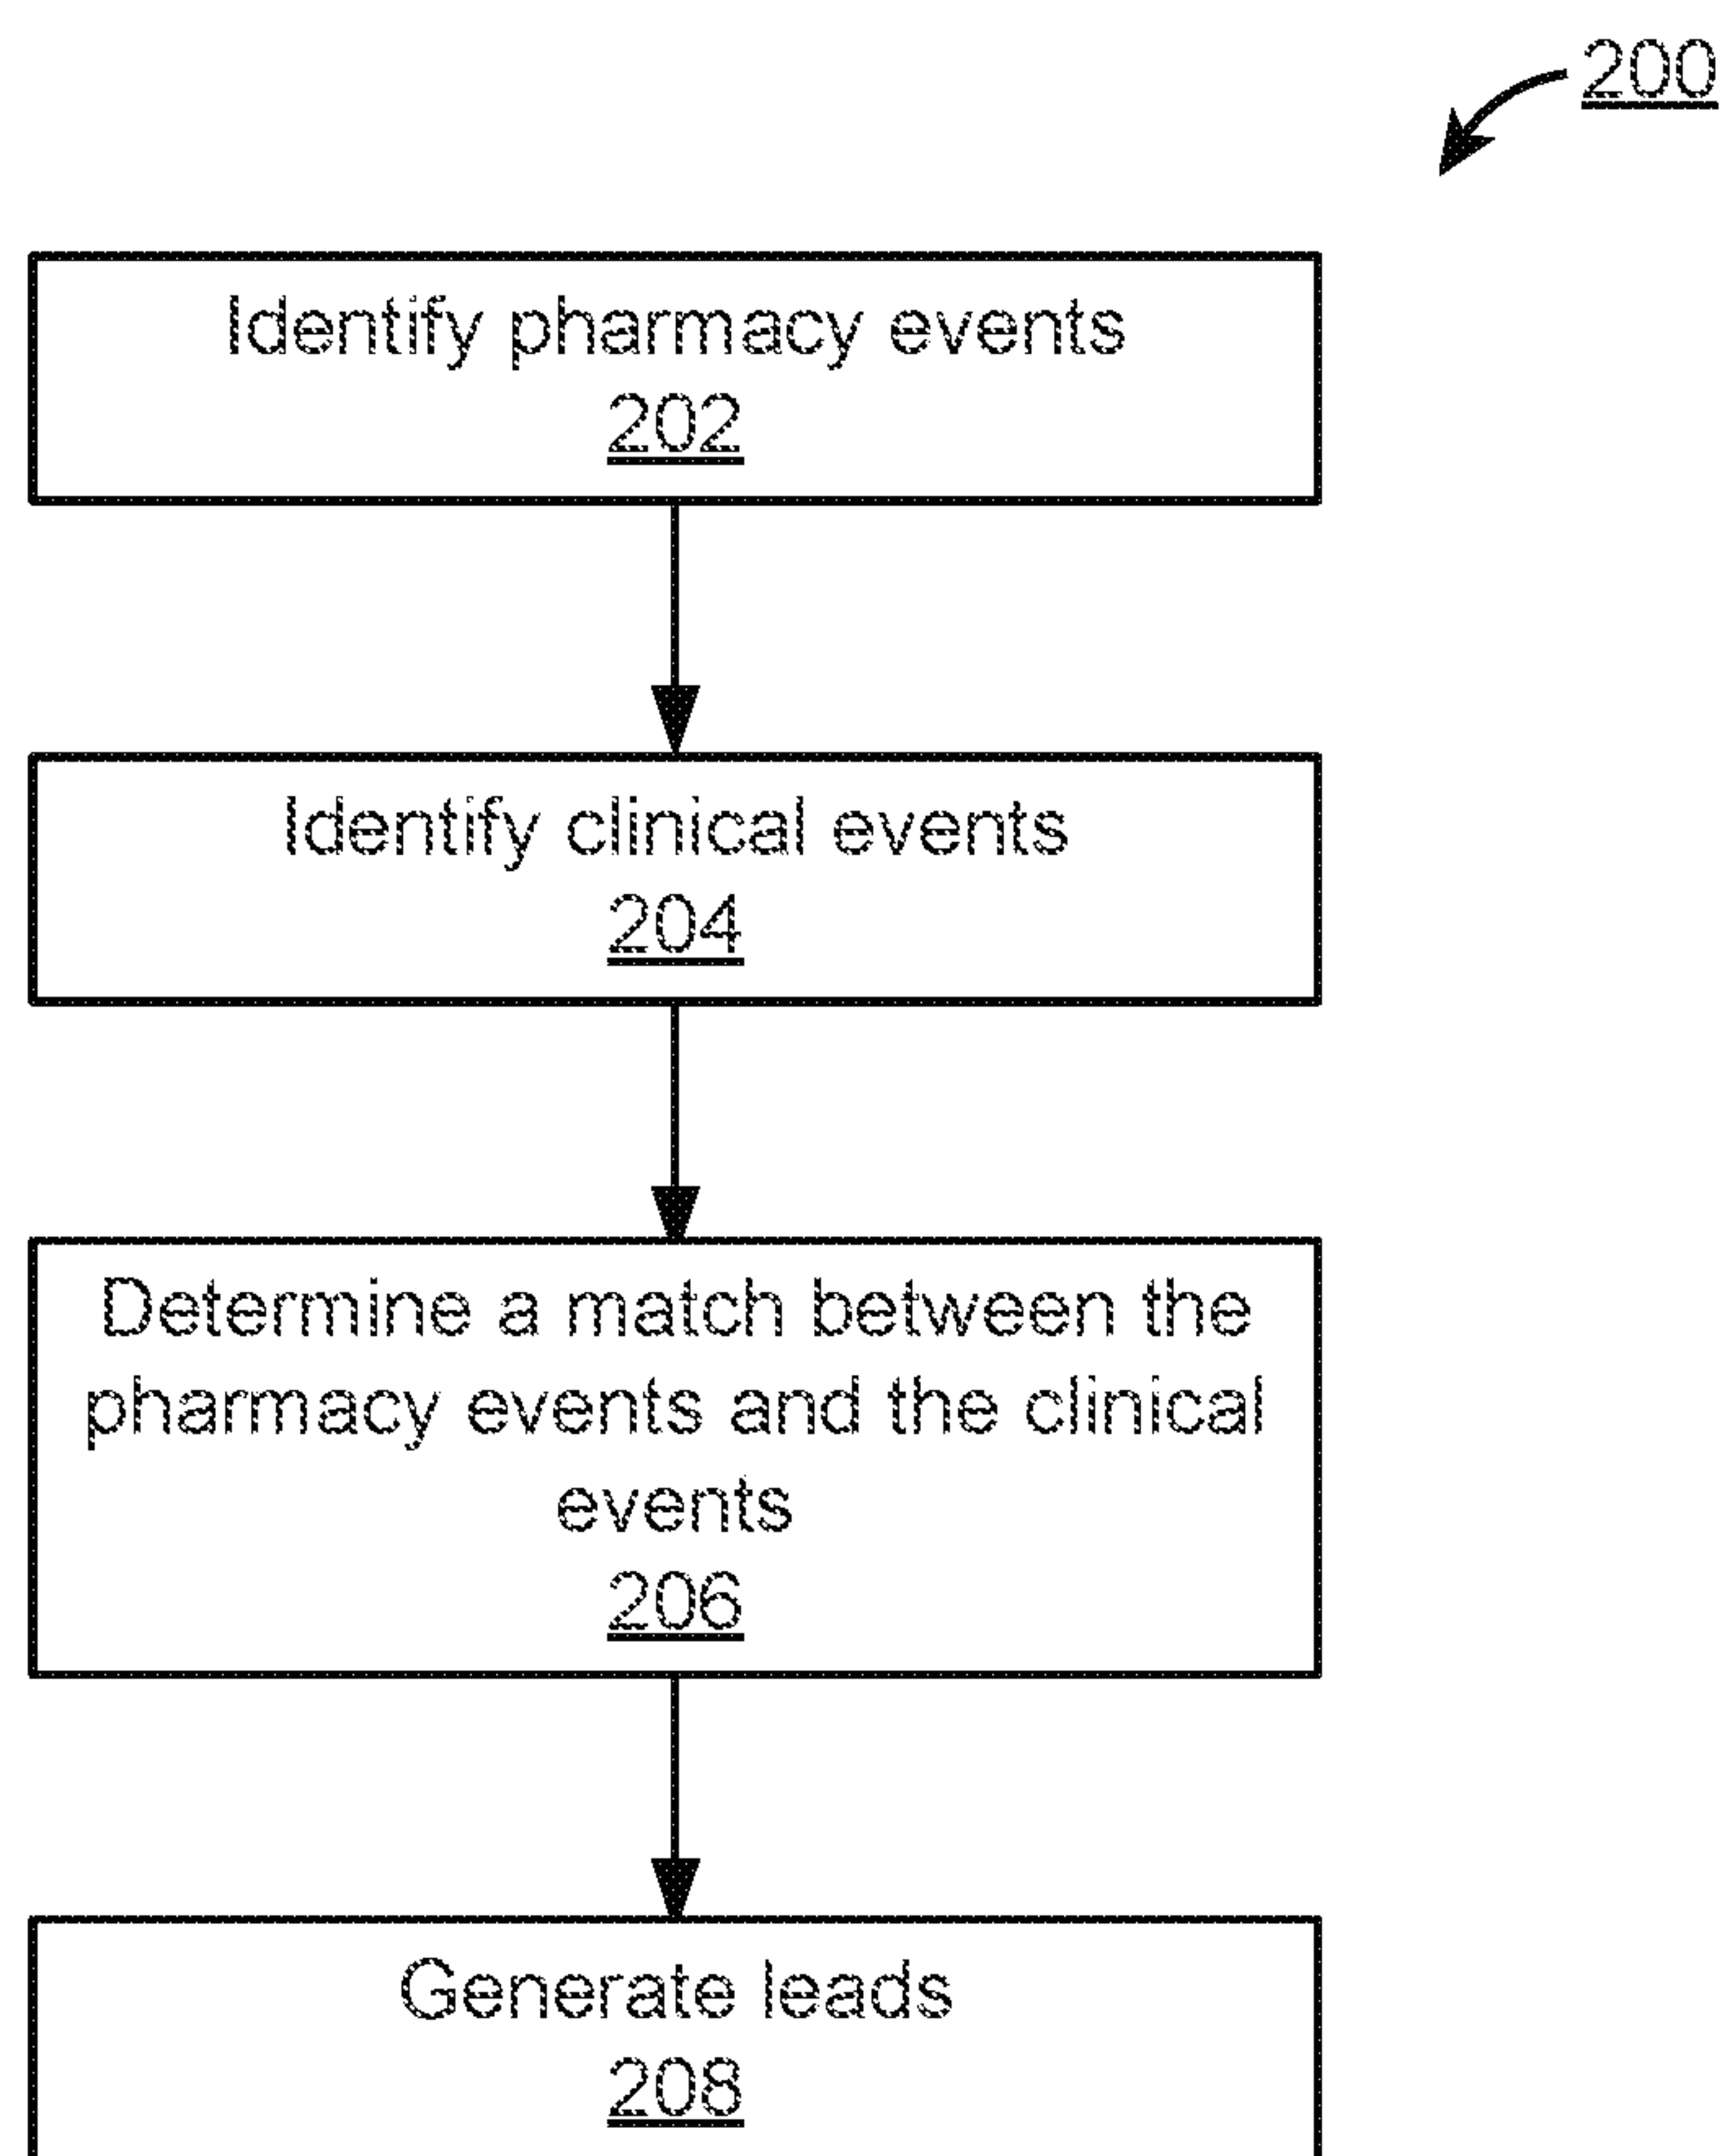 200
Identify pharmacy events
202
Identify clinical events
204
Determine a match between the
pharmacy events and the clinical
events
206
Generate leads
208